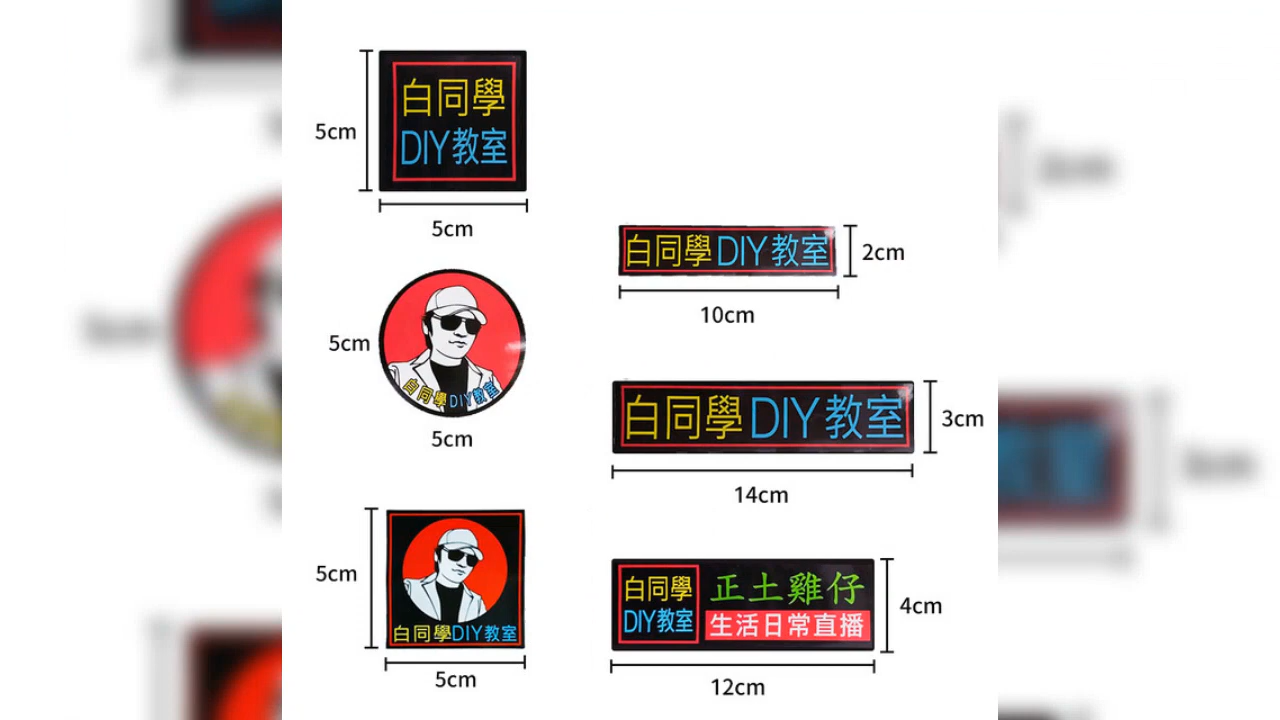 白同學
DIY教室
5cm
5cm
5cm
白同學DIY教室
5cm
5cm
白同學DIY教室
5cm
白同學DIY教室
2cm
10cm
白同學DIY教室
3cm
14cm
白同學
DIY教室
正土雞仔
生活日常直播
4cm
12cm